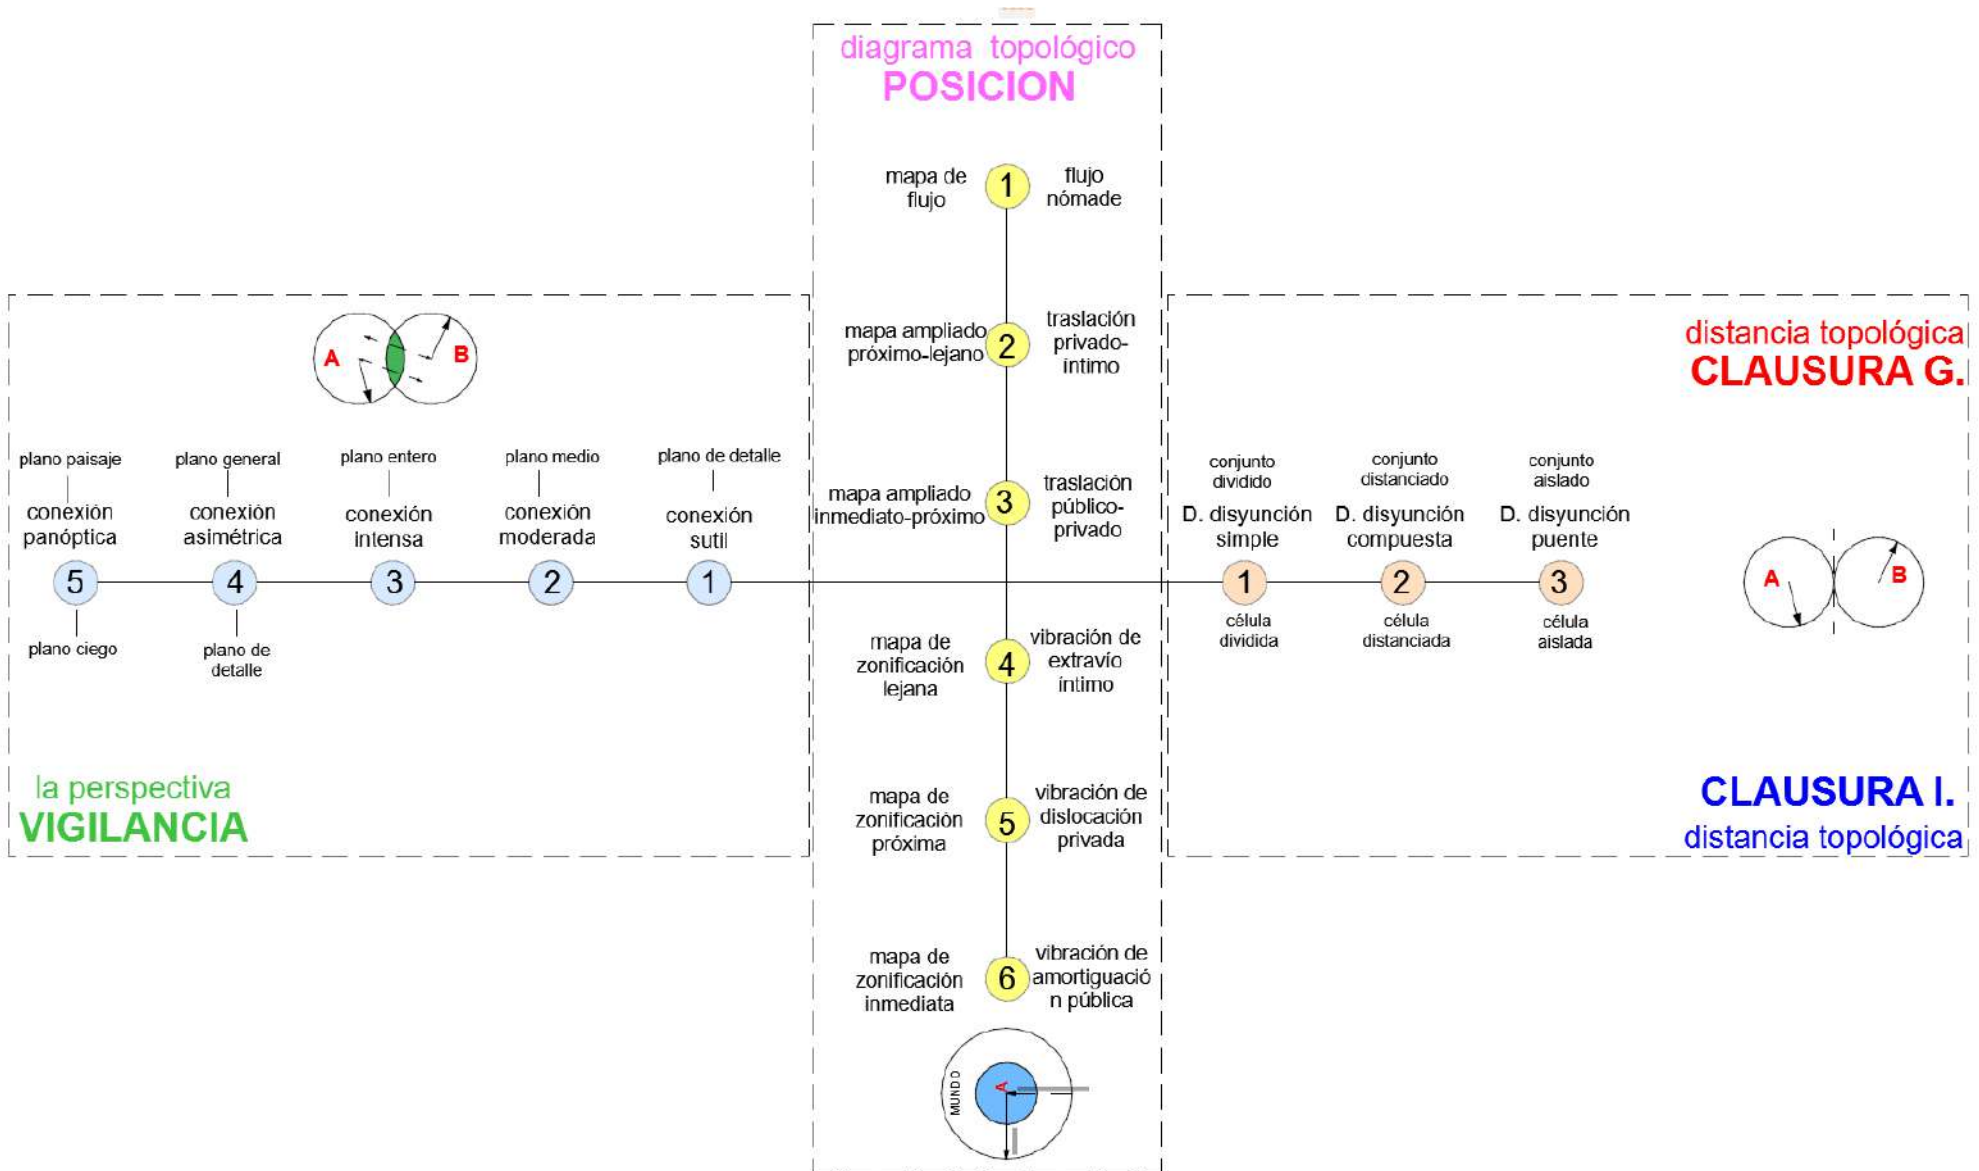 diagrama topológico
POSICION
mapa de
flujo
1
flujo
nómade
mapa ampliado
próximo-lejano
2
traslación
privado-
íntimo
mapa ampliado
inmediato-próximo
3
traslación
público-
privado
mapa de
zonificación
lejana
4
vibración de
extravío
íntimo
mapa de
zonificación
próxima
5
vibración de
dislocación
privada
mapa de
zonificación
inmediata
6
vibración de
amortiguació
n pública
MUNDO
A
A
B
plano paisaje
conexión
panóptica
5
plano ciego
plano general
conexión
asimétrica
4
plano de
detalle
plano entero
conexión
intensa
3
plano medio
conexión
moderada
2
plano de detalle
conexión
sutil
1
la perspectiva
VIGILANCIA
distancia topológica
CLAUSURA G.
conjunto
dividido
D. disyunción
simple
1
célula
dividida
conjunto
distanciado
D. disyunción
compuesta
2
célula
distanciada
conjunto
aislado
D. disyunción
puente
3
célula
aislada
A
B
CLAUSURA I.
distancia topológica